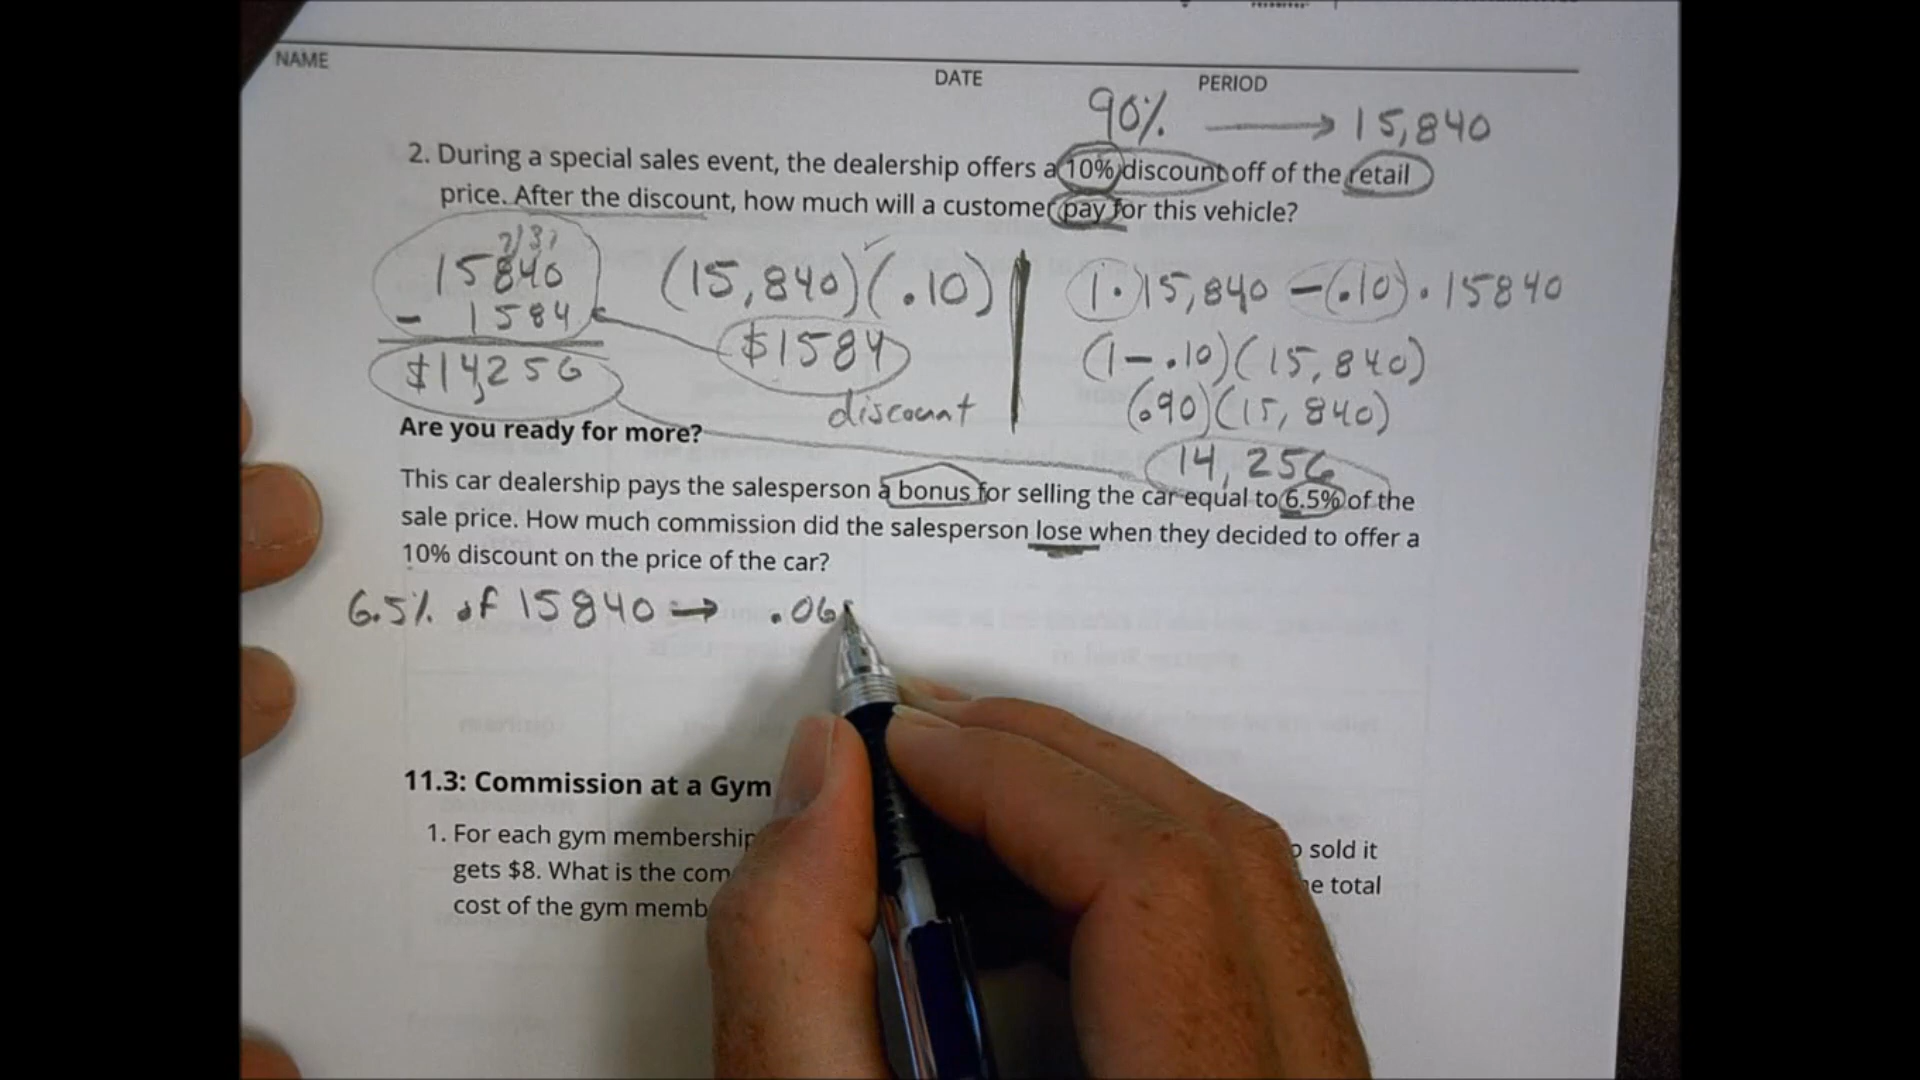 NAME
DATE
PERIOD
90% → 15,840
2. During a special sales event, the dealership offers a 10% discount off of the retail
price. After the discount, how much will a customer pay for this vehicle?
15840
- 1584
$14,256
(15,840)(.10)
$1584
discount
1·15,840 -(.10)·15840
(1-.10)(15,840)
(.90)(15,840)
14,256
Are you ready for more?
This car dealership pays the salesperson a bonus for selling the car equal to 6.5% of the
sale price. How much commission did the salesperson lose when they decided to offer a
10% discount on the price of the car?
6.5% of 15840 → .06
11.3: Commission at a Gym
1. For each gym membership sold it
gets $8. What is the total
cost of the gym